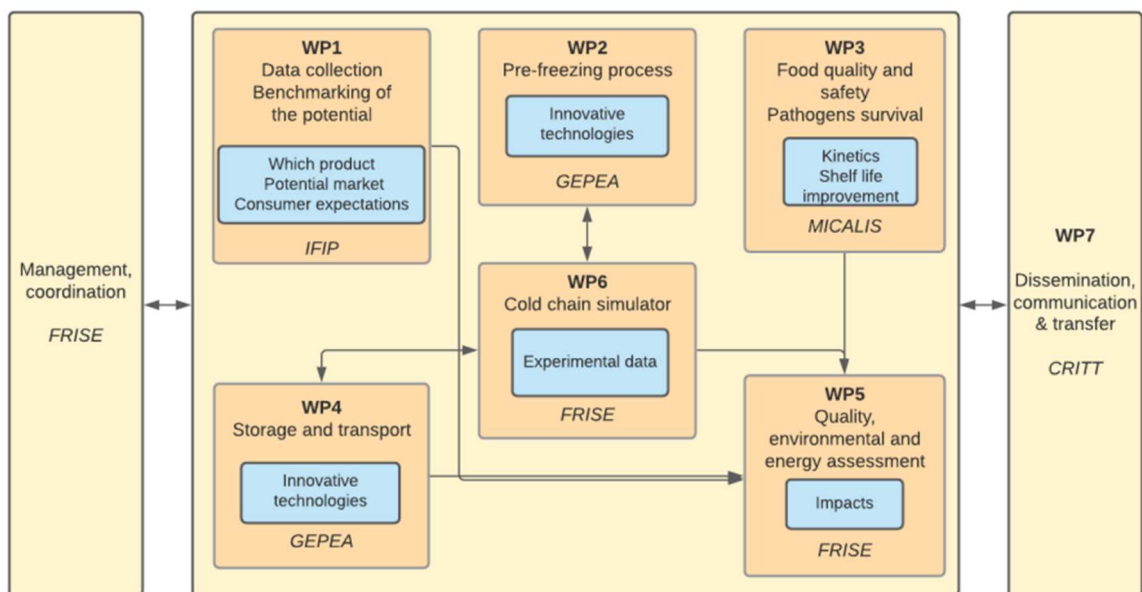 Management,
coordination
FRISE
WP1
Data collection
Benchmarking of
the potential
Which product
Potential market
Consumer expectations
IFIP
WP2
Pre-freezing process
Innovative
technologies
GEPEA
WP3
Food quality and
safety
Pathogens survival
Kinetics
Shelf life
improvement
MICALIS
WP6
Cold chain simulator
Experimental data
FRISE
WP4
Storage and transport
Innovative
technologies
GEPEA
WP5
Quality,
environmental and
energy assessment
Impacts
FRISE
WP7
Dissemination,
communication
& transfer
CRITT